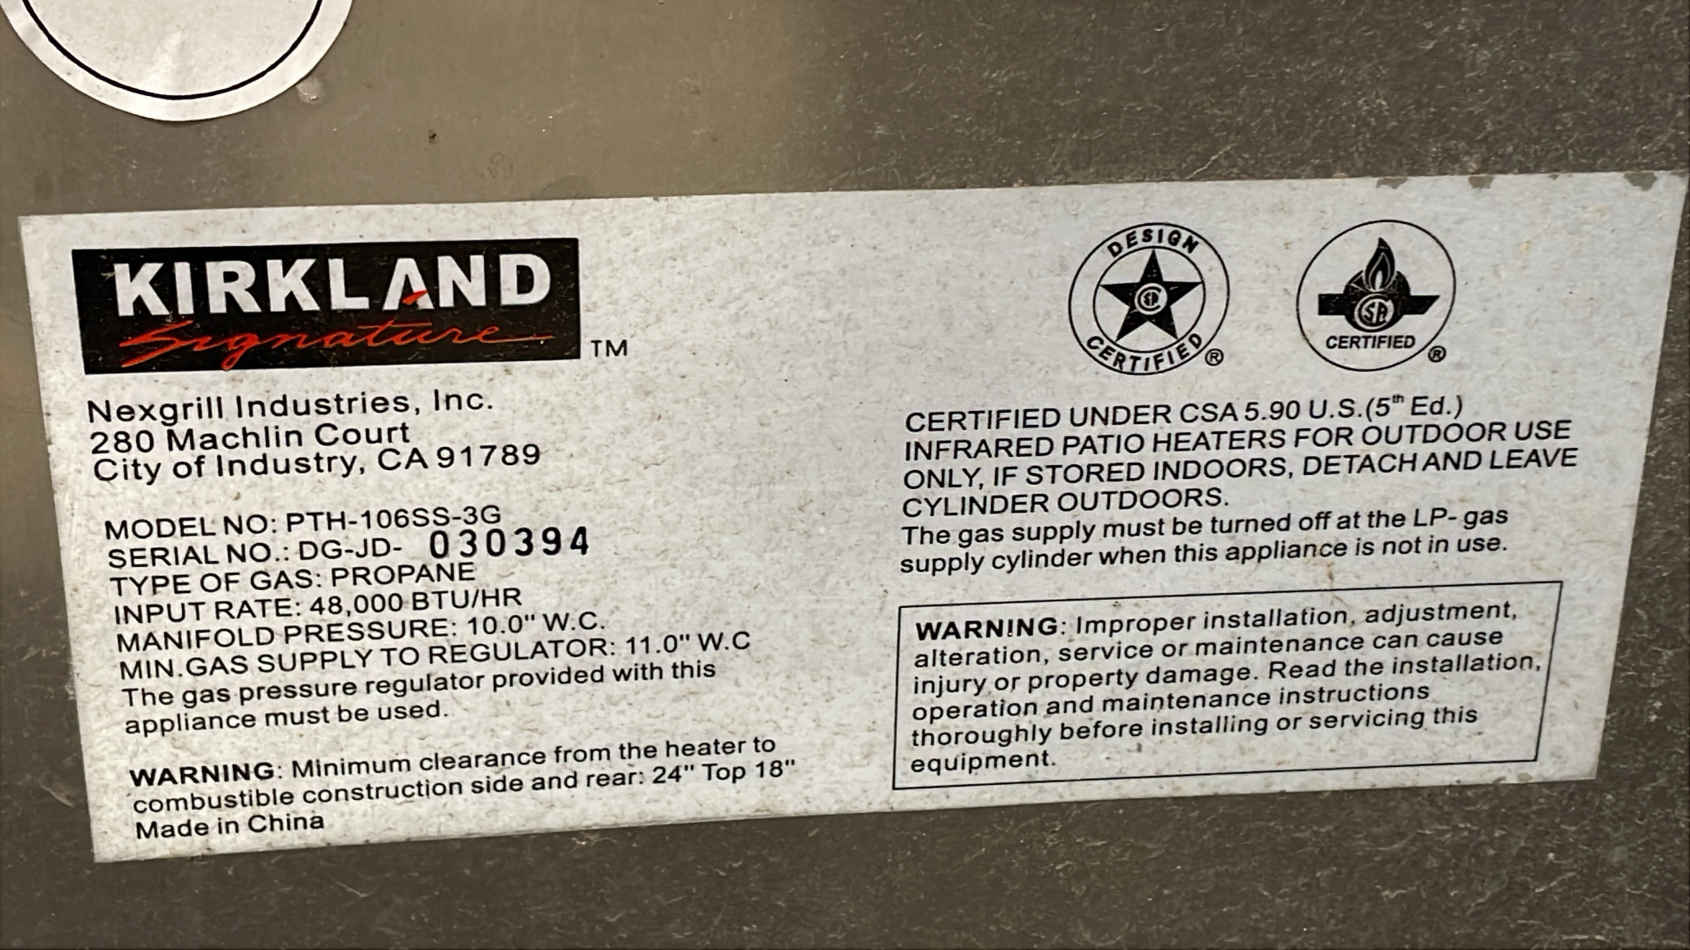 KIRKLAND
Signature TM
Nexgrill Industries, Inc.
280 Machlin Court
City of Industry, CA 91789
MODEL NO: PTH-106SS-3G
SERIAL NO.: DG-JD- 030394
TYPE OF GAS: PROPANE
INPUT RATE: 48,000 BTU/HR
MANIFOLD PRESSURE: 10.0" W.C.
MIN.GAS SUPPLY TO REGULATOR: 11.0" W.C
The gas pressure regulator provided with this
appliance must be used.
WARNING: Minimum clearance from the heater to
combustible construction side and rear: 24" Top 18"
Made in China
DESIGN
CERTIFIED ®
CERTIFIED ®
CERTIFIED UNDER CSA 5.90 U.S.(5th Ed.)
INFRARED PATIO HEATERS FOR OUTDOOR USE
ONLY, IF STORED INDOORS, DETACH AND LEAVE
CYLINDER OUTDOORS.
The gas supply must be turned off at the LP- gas
supply cylinder when this appliance is not in use.
WARNING: Improper installation, adjustment,
alteration, service or maintenance can cause
injury or property damage. Read the installation,
operation and maintenance instructions
thoroughly before installing or servicing this
equipment.